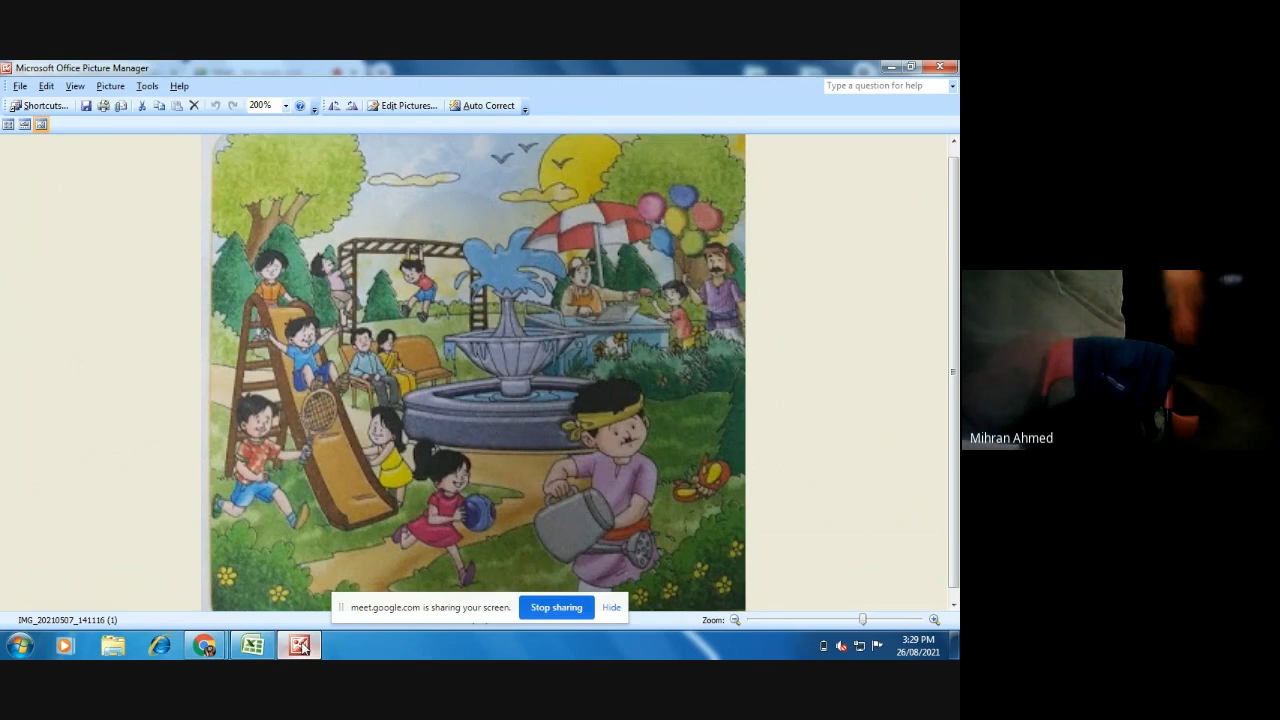 Microsoft Office Picture Manager
File Edit View Picture Tools Help
Type a question for help
Shortcuts...
200%
Edit Pictures...
Auto Correct
Mihran Ahmed
meet.google.com is sharing your screen.
Stop sharing
Hide
IMG_20210507_141116 (1)
Zoom:
3:29 PM
26/08/2021